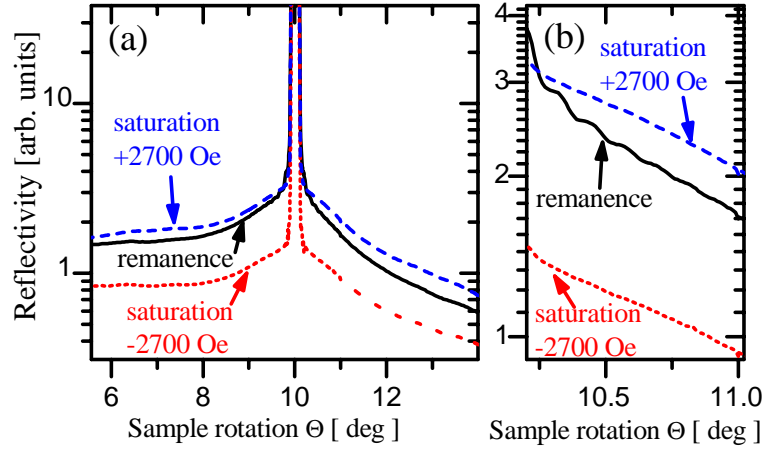 Reflectivity [arb. units]
10
1
(a)
saturation
+2700 Oe
remanence
saturation
-2700 Oe
6 8 10 12
Sample rotation Θ [ deg ]
4
3
2
1
(b)
saturation
+2700 Oe
remanence
saturation
-2700 Oe
10.5 11.0
Sample rotation Θ [ deg ]